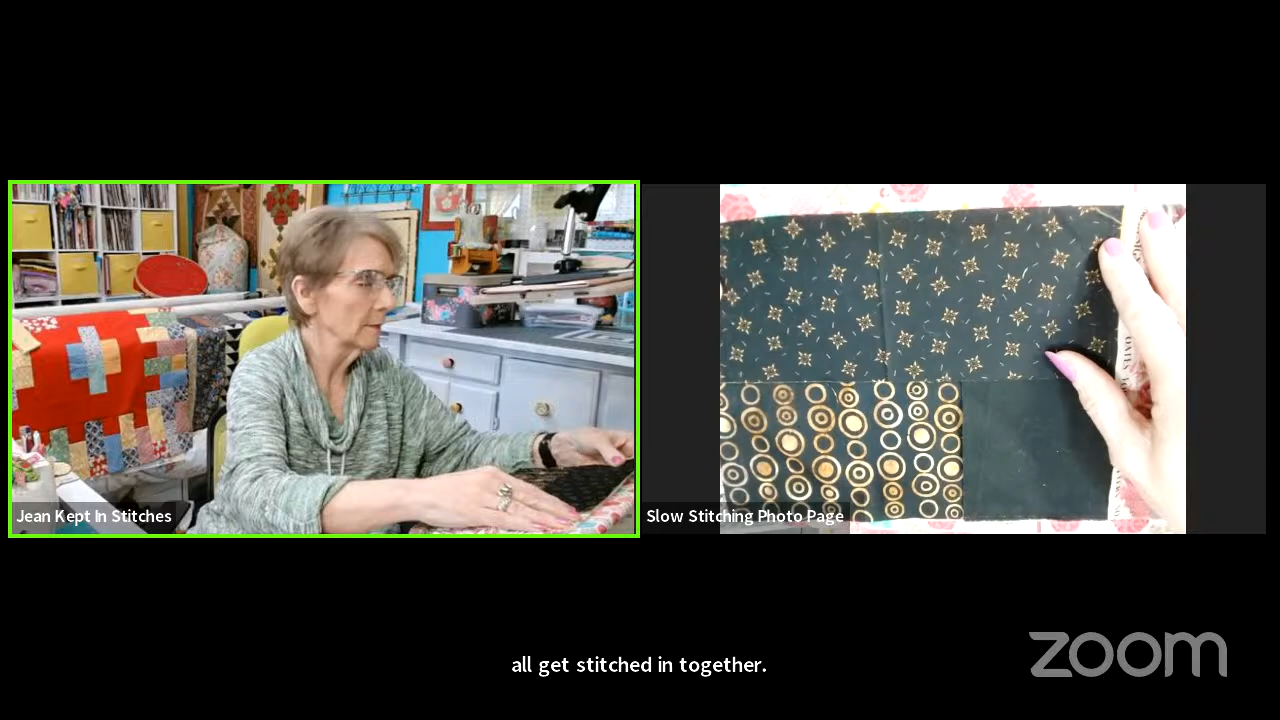 Jean Kept In Stitches
Slow Stitching Photo Page
all get stitched in together.
zoom